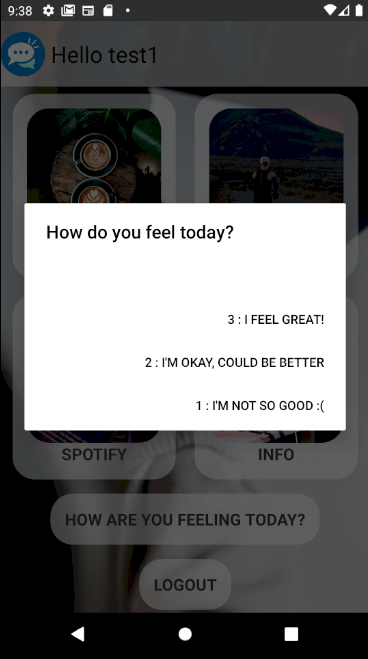 9:38
Hello test1
How do you feel today?
3 : I FEEL GREAT!
2 : I'M OKAY, COULD BE BETTER
1 : I'M NOT SO GOOD :(
SPOTIFY
INFO
HOW ARE YOU FEELING TODAY?
LOGOUT